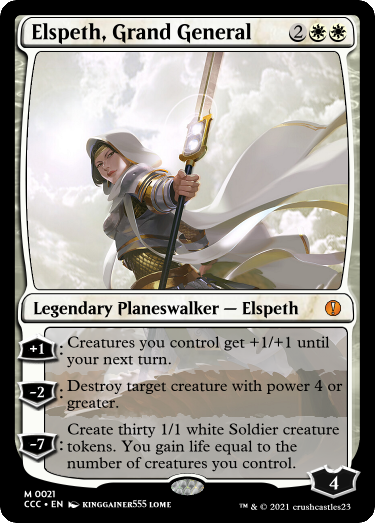 Elspeth, Grand General 2
Legendary Planeswalker — Elspeth
+1 : Creatures you control get +1/+1 until
your next turn.
-2 : Destroy target creature with power 4 or
greater.
-7 : Create thirty 1/1 white Soldier creature
tokens. You gain life equal to the
number of creatures you control.
4
M 0021
CCC • EN KINGGAINER555 LOME
™ & © 2021 crushcastles23